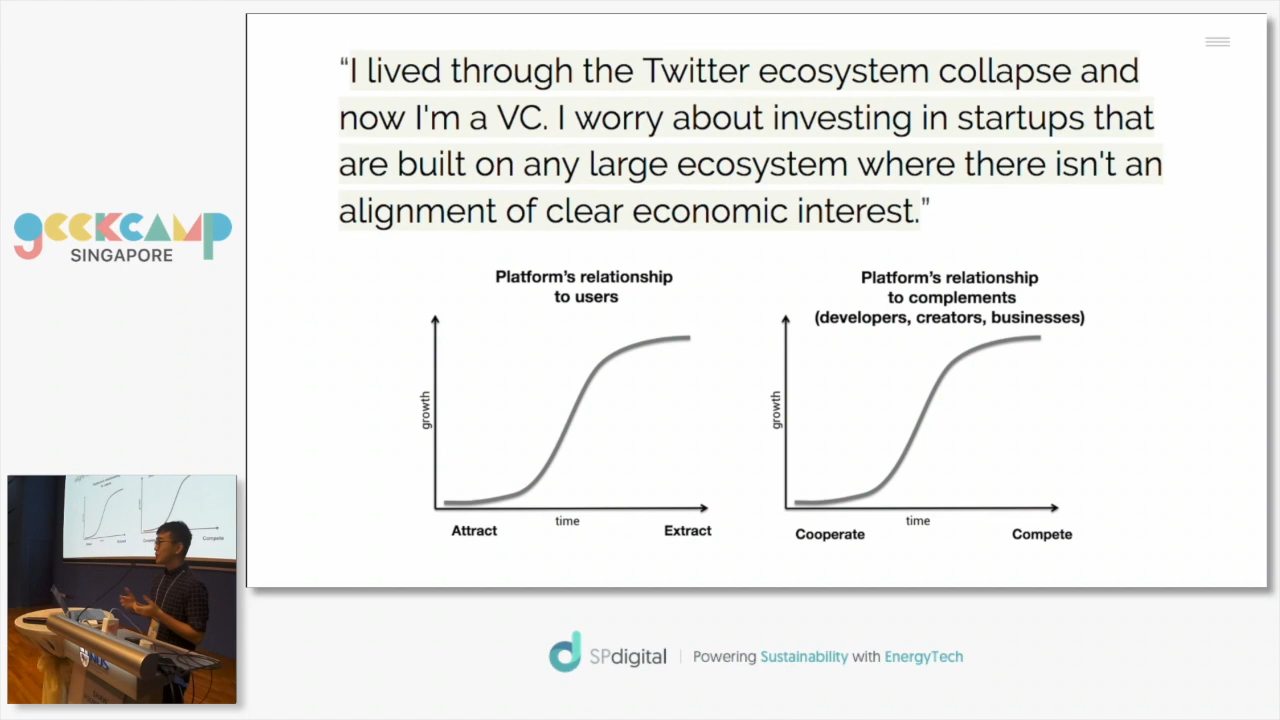 “I lived through the Twitter ecosystem collapse and
now I'm a VC. I worry about investing in startups that
are built on any large ecosystem where there isn't an
alignment of clear economic interest.”
geekcamp
SINGAPORE
Platform’s relationship
to users
growth
time
Attract
Extract
Platform’s relationship
to complements
(developers, creators, businesses)
growth
time
Cooperate
Compete
Compete
NUS
SPdigital | Powering Sustainability with EnergyTech